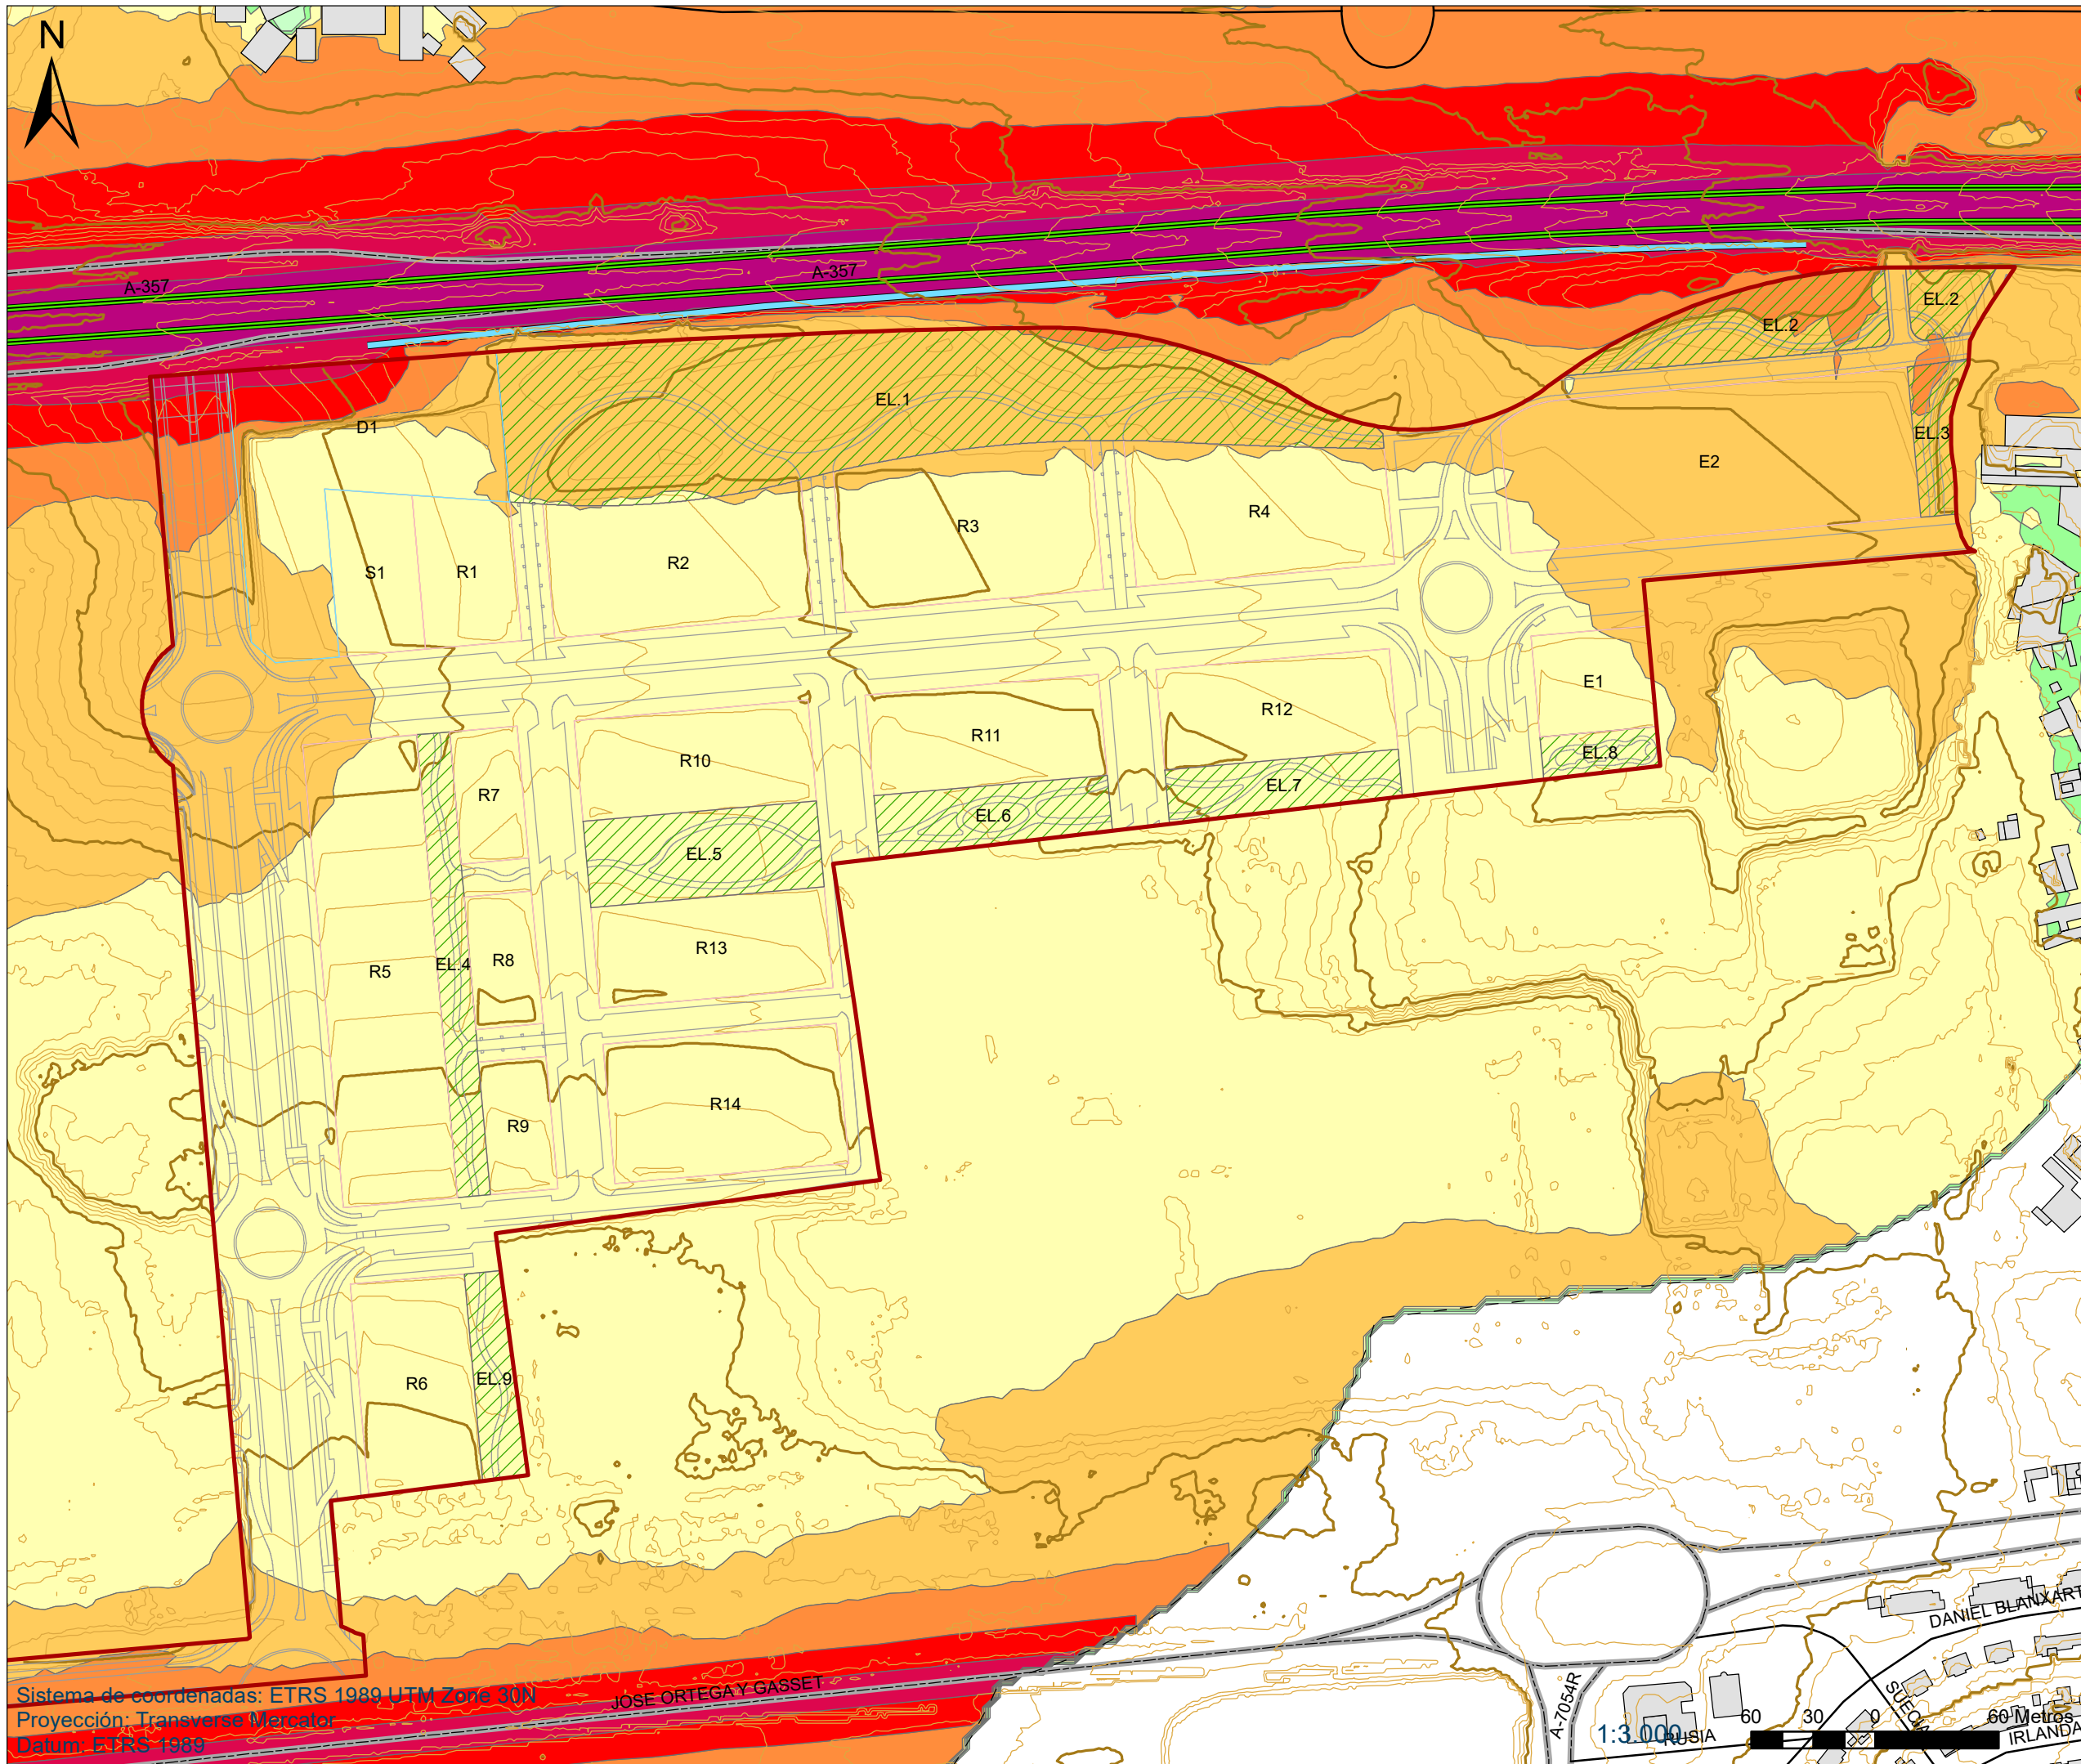 N
A-357
A-357
EL.2
EL.2
EL.1
D1
EL.3
E2
R4
R3
R2
S1
R1
E1
R12
R11
EL.8
R10
EL.7
R7
EL.6
EL.5
R13
R8
EL.4
R5
R14
R9
EL.9
R6
DANIEL BLANXART
JOSE ORTEGA Y GASSET
A-7054R
SUECIA
RUSIA
IRLANDA
Sistema de coordenadas: ETRS 1989 UTM Zone 30N
Proyección: Transverse Mercator
Datum: ETRS 1989
1:3.000
60 30 0 60 Metros